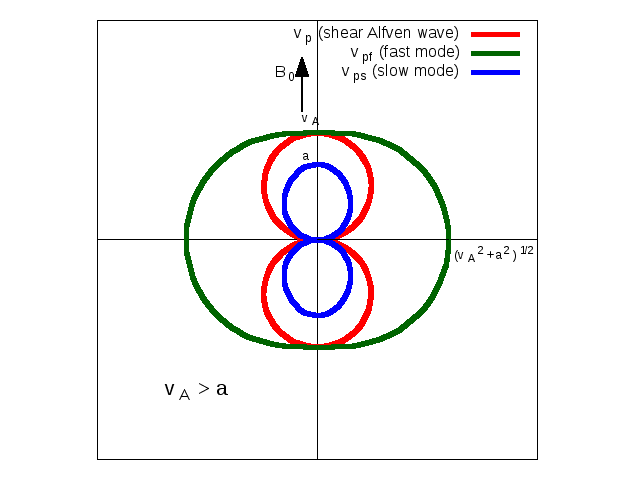 v p (shear Alfven wave)
v pf (fast mode)
v ps (slow mode)
B 0
v A
a
(v A 2 +a 2 ) 1/2
v A > a